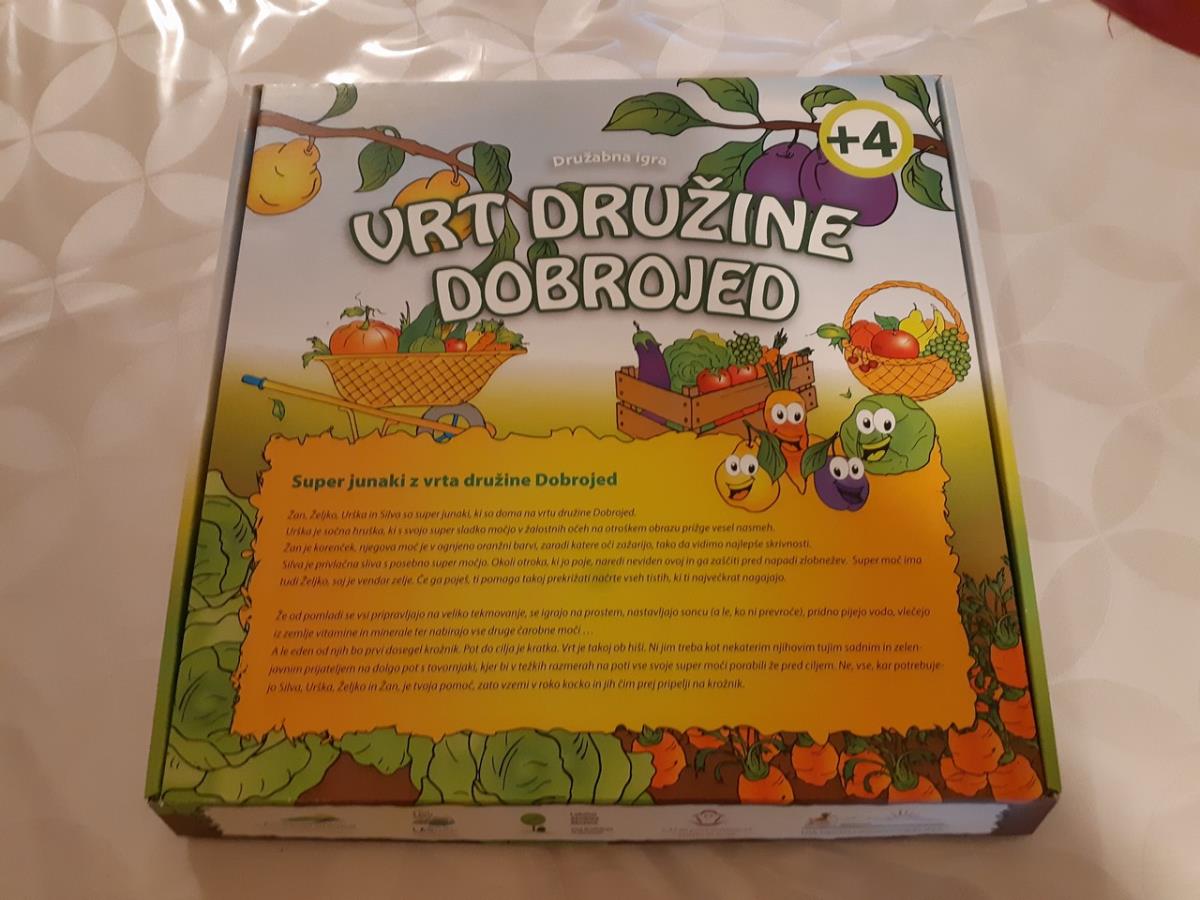 Družabna igra
+4
VRT DRUŽINE
DOBROJED
Super junaki z vrta družine Dobrojed
Žan, Željko, Urška in Silva so super junaki, ki so doma na vrtu družine Dobrojed.
Urška je sočna hruška, ki s svojo super sladko močjo v žalostnih očeh na otroškem obrazu prižge vesel nasmeh.
Žan je korenček, njegova moč je v ognjeno oranžni barvi, zaradi katere oči zažarijo, tako da vidimo najlepše skrivnosti.
Silva je privlačna sliva s posebno super močjo. Okoli otroka, ki jo poje, naredi neviden ovoj in ga zaščiti pred napadi zlobnežev. Super moč ima
tudi Željko, saj je vendar zelje. Če ga poješ, ti pomaga takoj prekrižati načrte vseh tistih, ki ti največkrat nagajajo.
Že od pomladi se vsi pripravljajo na veliko tekmovanje, se igrajo na prostem, nastavljajo soncu (a le, ko ni prevroče), pridno pijejo vodo, vlečejo
iz zemlje vitamine in minerale ter nabirajo vse druge čarobne moči ...
A le eden od njih bo prvi dosegel krožnik. Pot do cilja je kratka. Vrt je takoj ob hiši. Ni jim treba kot nekaterim njihovim tujim sadnim in zelen-
javnim prijateljem na dolgo pot s tovornjaki, kjer bi v težkih razmerah na poti vse svoje super moči porabili že pred ciljem. Ne, vse, kar potrebuje-
jo Silva, Urška, Željko in Žan, je tvoja pomoč, zato vzemi v roko kocko in jih čim prej pripelji na krožnik.